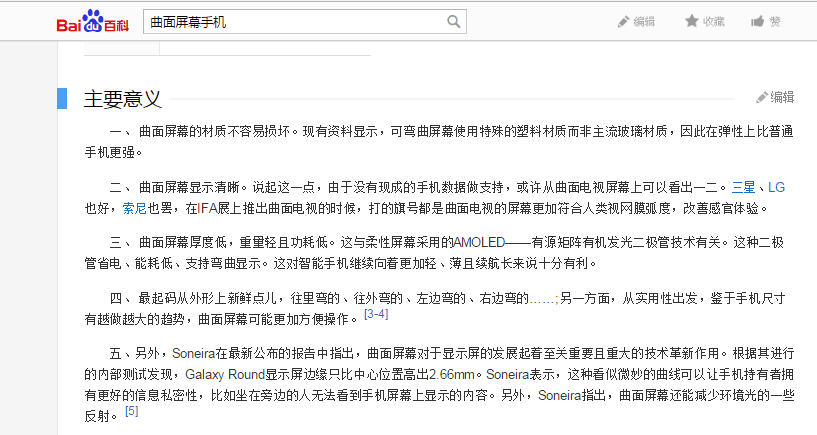 Bai du 百科
曲面屏幕手机
编辑
收藏
赞
主要意义
编辑
一、 曲面屏幕的材质不容易损坏。现有资料显示，可弯曲屏幕使用特殊的塑料材质而非主流玻璃材质，因此在弹性上比普通
手机更强。
二、 曲面屏幕显示清晰。说起这一点，由于没有现成的手机数据做支持，或许从曲面电视屏幕上可以看出一二。三星、LG
也好，索尼也罢，在IFA展上推出曲面电视的时候，打的旗号都是曲面电视的屏幕更加符合人类视网膜弧度，改善感官体验。
三、 曲面屏幕厚度低，重量轻且功耗低。这与柔性屏幕采用的AMOLED——有源矩阵有机发光二极管技术有关。这种二极
管省电、能耗低、支持弯曲显示。这对智能手机继续向着更加轻、薄且续航长来说十分有利。
四、 最起码从外形上新鲜点儿，往里弯的、往外弯的、左边弯的、右边弯的……;另一方面，从实用性出发，鉴于手机尺寸
有越做越大的趋势，曲面屏幕可能更加方便操作。 [3-4]
五、另外，Soneira在最新公布的报告中指出，曲面屏幕对于显示屏的发展起着至关重要且重大的技术革新作用。根据其进行
的内部测试发现，Galaxy Round显示屏边缘只比中心位置高出2.66mm。Soneira表示，这种看似微妙的曲线可以让手机持有者拥
有更好的信息私密性，比如坐在旁边的人无法看到手机屏幕上显示的内容。另外，Soneira指出，曲面屏幕还能减少环境光的一些
反射。 [5]